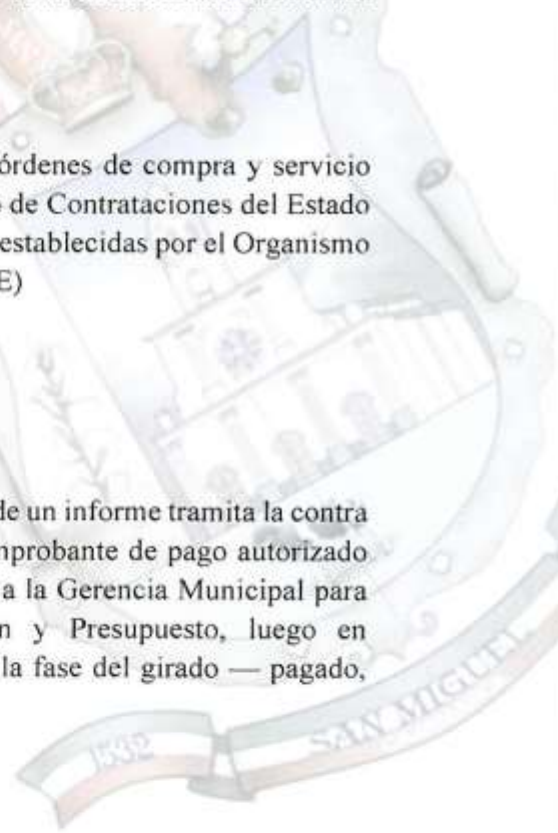 órdenes de compra y servicio
de Contrataciones del Estado
establecidas por el Organismo
E)
de un informe tramita la contra
mprobante de pago autorizado
a la Gerencia Municipal para
n y Presupuesto, luego en
la fase del girado — pagado,
1532
SAN MIGUEL